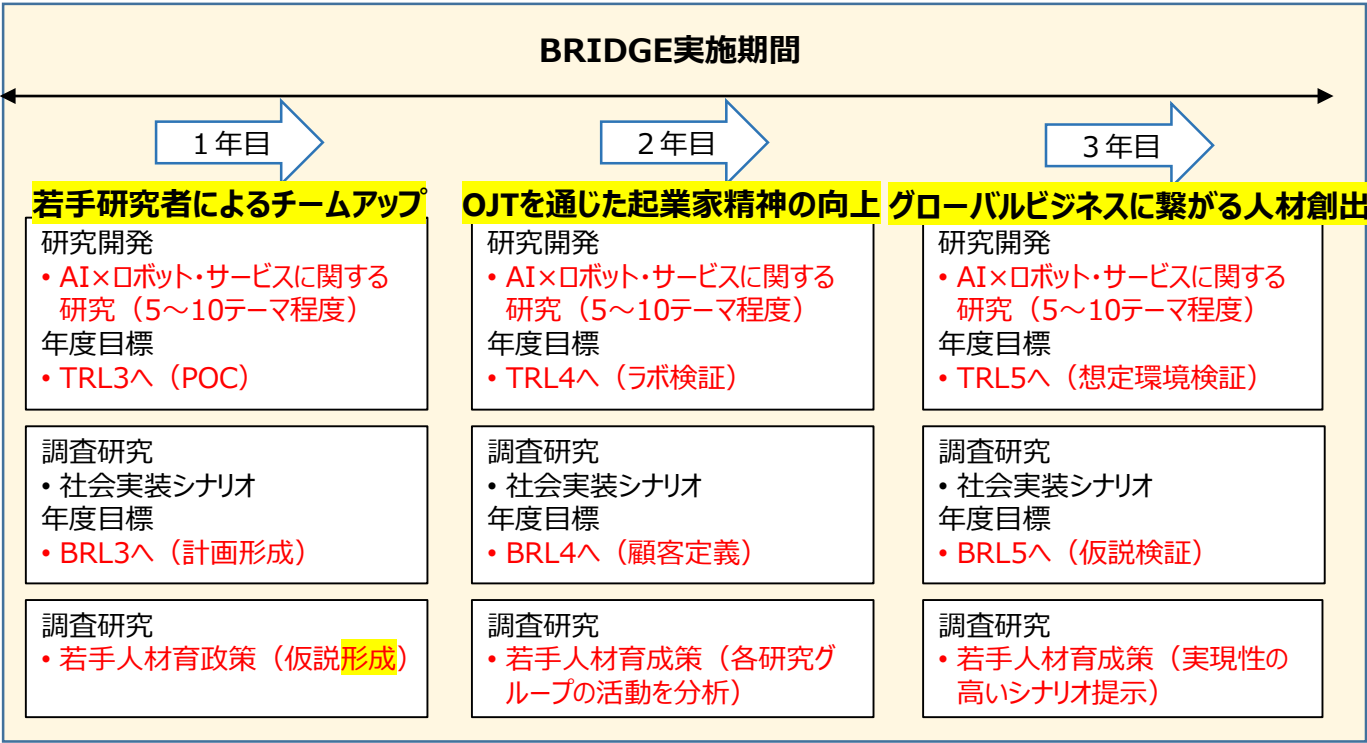 BRIDGE実施期間
1年目
若手研究者によるチームアップ
研究開発
• AI×ロボット・サービスに関する
研究（5～10テーマ程度）
年度目標
• TRL3へ（POC）
調査研究
• 社会実装シナリオ
年度目標
• BRL3へ（計画形成）
調査研究
• 若手人材育政策（仮説形成）
2年目
OJTを通じた起業家精神の向上
研究開発
• AI×ロボット・サービスに関する
研究（5～10テーマ程度）
年度目標
• TRL4へ（ラボ検証）
調査研究
• 社会実装シナリオ
年度目標
• BRL4へ（顧客定義）
調査研究
• 若手人材育成策（各研究グ
ループの活動を分析）
3年目
グローバルビジネスに繋がる人材創出
研究開発
• AI×ロボット・サービスに関する
研究（5～10テーマ程度）
年度目標
• TRL5へ（想定環境検証）
調査研究
• 社会実装シナリオ
年度目標
• BRL5へ（仮説検証）
調査研究
• 若手人材育成策（実現性の
高いシナリオ提示）